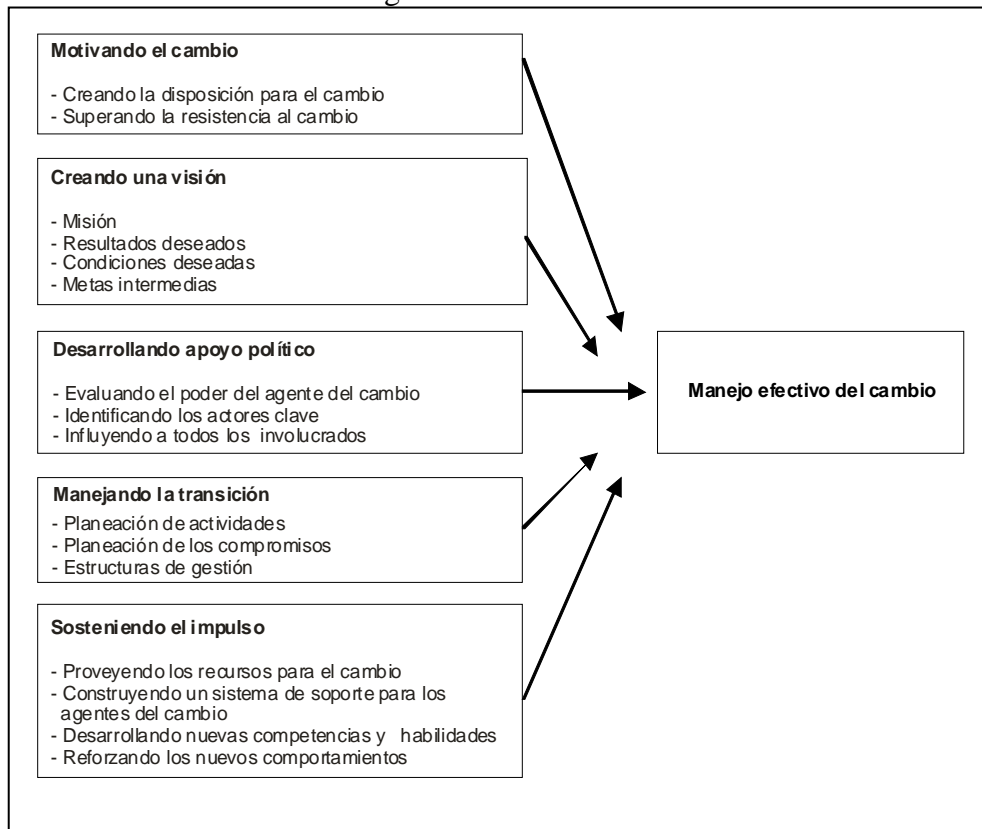 Motivando el cambio
- Creando la disposición para el cambio
- Superando la resistencia al cambio
Creando una visión
- Misión
- Resultados deseados
- Condiciones deseadas
- Metas intermedias
Desarrollando apoyo político
- Evaluando el poder del agente del cambio
- Identificando los actores clave
- Influyendo a todos los involucrados
Manejando la transición
- Planeación de actividades
- Planeación de los compromisos
- Estructuras de gestión
Sosteniendo el impulso
- Proveyendo los recursos para el cambio
- Construyendo un sistema de soporte para los
agentes del cambio
- Desarrollando nuevas competencias y habilidades
- Reforzando los nuevos comportamientos
Manejo efectivo del cambio